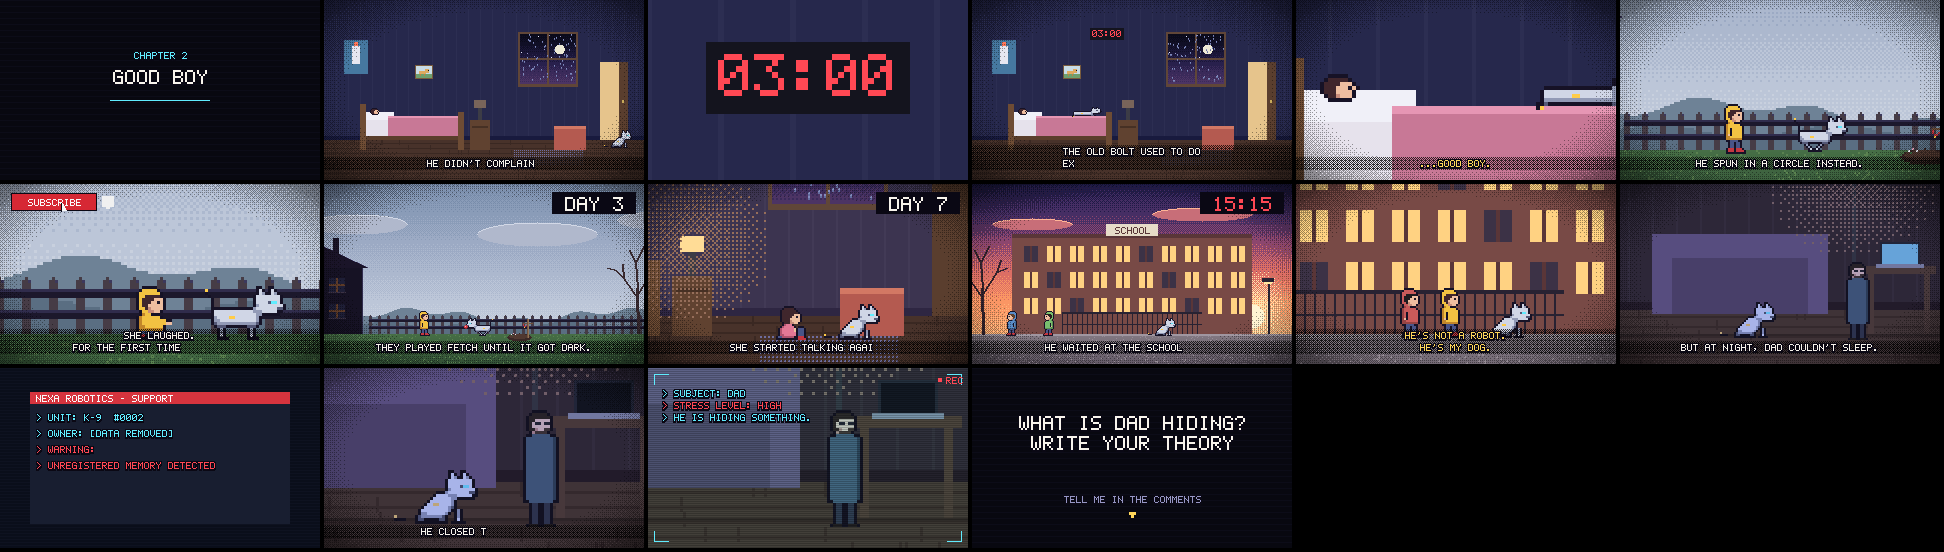 CHAPTER 2
GOOD BOY
HE DIDN'T COMPLAIN
03:00
03:00
THE OLD BOLT USED TO DO
EX
...GOOD BOY.
HE SPUN IN A CIRCLE INSTEAD.
SUBSCRIBE
SHE LAUGHED.
FOR THE FIRST TIME
DAY 3
THEY PLAYED FETCH UNTIL IT GOT DARK.
DAY 7
SHE STARTED TALKING AGAI
15:15
SCHOOL
HE WAITED AT THE SCHOOL
HE'S NOT A ROBOT.
HE'S MY DOG.
BUT AT NIGHT, DAD COULDN'T SLEEP.
NEXA ROBOTICS - SUPPORT
> UNIT: K-9 #0002
> OWNER: [DATA REMOVED]
> WARNING:
> UNREGISTERED MEMORY DETECTED
HE CLOSED T
REC
> SUBJECT: DAD
> STRESS LEVEL: HIGH
> HE IS HIDING SOMETHING.
WHAT IS DAD HIDING?
WRITE YOUR THEORY
TELL ME IN THE COMMENTS